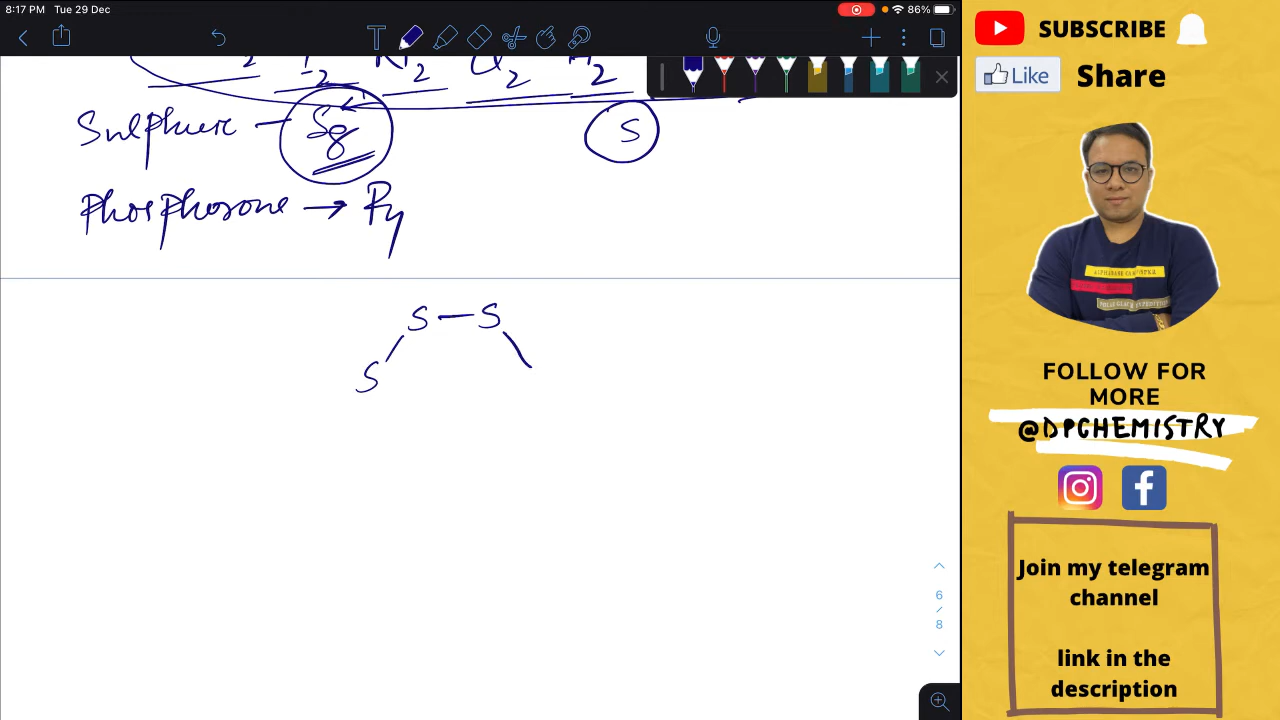 8:17 PM Tue 29 Dec
86%
Sulphur – S8 S
Phosphorous → P4
S – S
S
6
/
8
SUBSCRIBE
Like Share
FOLLOW FOR
MORE
@DPCHEMISTRY
Join my telegram
channel
link in the
description